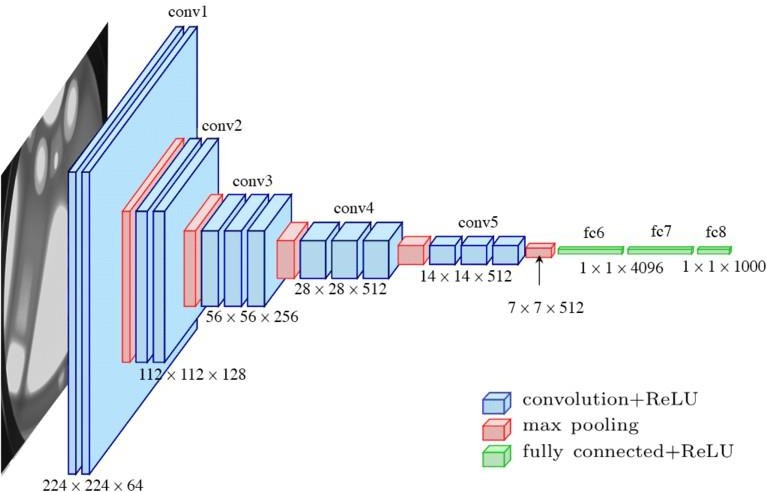 conv1
conv2
conv3
conv4
conv5
fc6
fc7
fc8
1 × 1 × 4096
1 × 1 × 1000
14 × 14 × 512
28 × 28 × 512
7 × 7 × 512
56 × 56 × 256
112 × 112 × 128
224 × 224 × 64
convolution+ReLU
max pooling
fully connected+ReLU